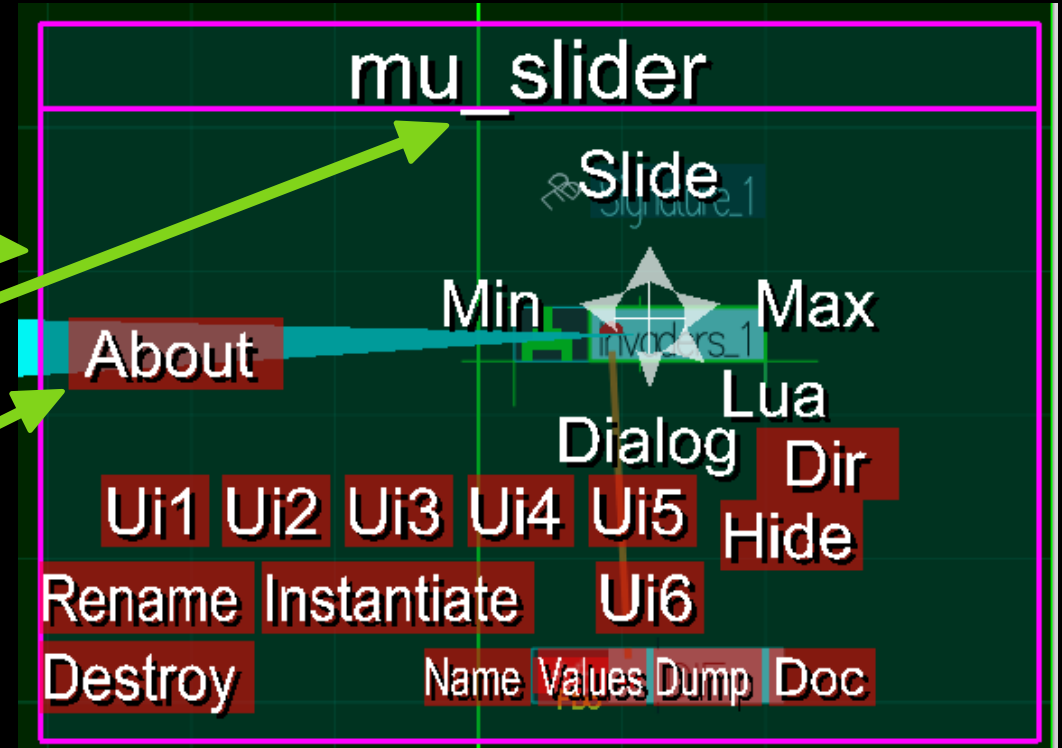 mu_slider
Slide
Signature_1
Min
Max
About
Invaders_1
Lua
Dialog
Dir
Ui1 Ui2 Ui3 Ui4 Ui5
Hide
Rename Instantiate Ui6
Destroy Name Values Dump Doc